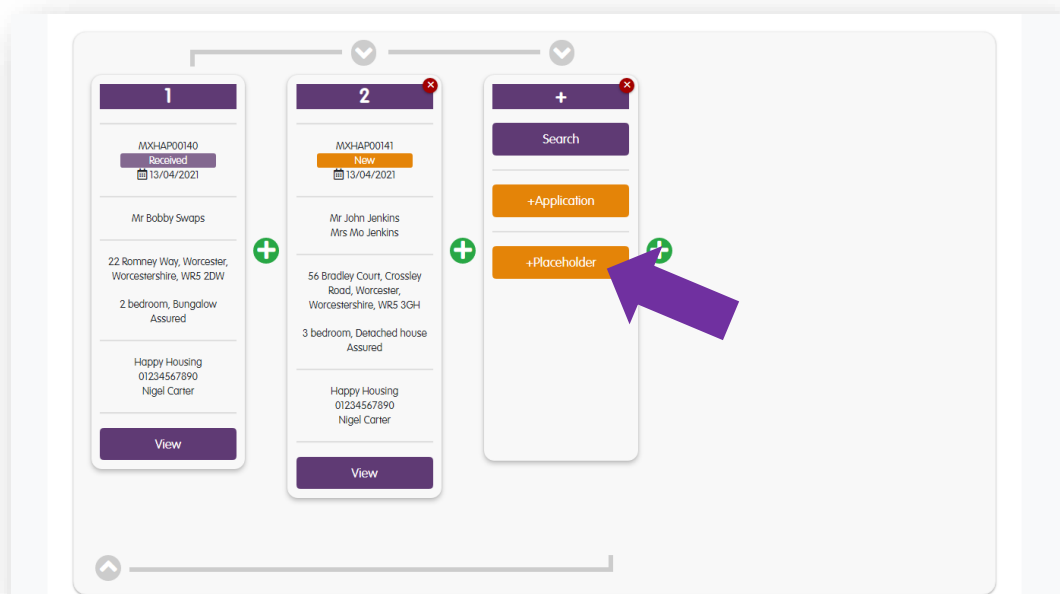 1
MXHAP00140
Received
13/04/2021
Mr Bobby Swaps
22 Romney Way, Worcester,
Worcestershire, WR5 2DW
2 bedroom, Bungalow
Assured
Happy Housing
01234567890
Nigel Carter
View
2
MXHAP00141
New
13/04/2021
Mr John Jenkins
Mrs Mo Jenkins
56 Bradley Court, Crossley
Road, Worcester,
Worcestershire, WR5 3GH
3 bedroom, Detached house
Assured
Happy Housing
01234567890
Nigel Carter
View
+
Search
+Application
+Placeholder